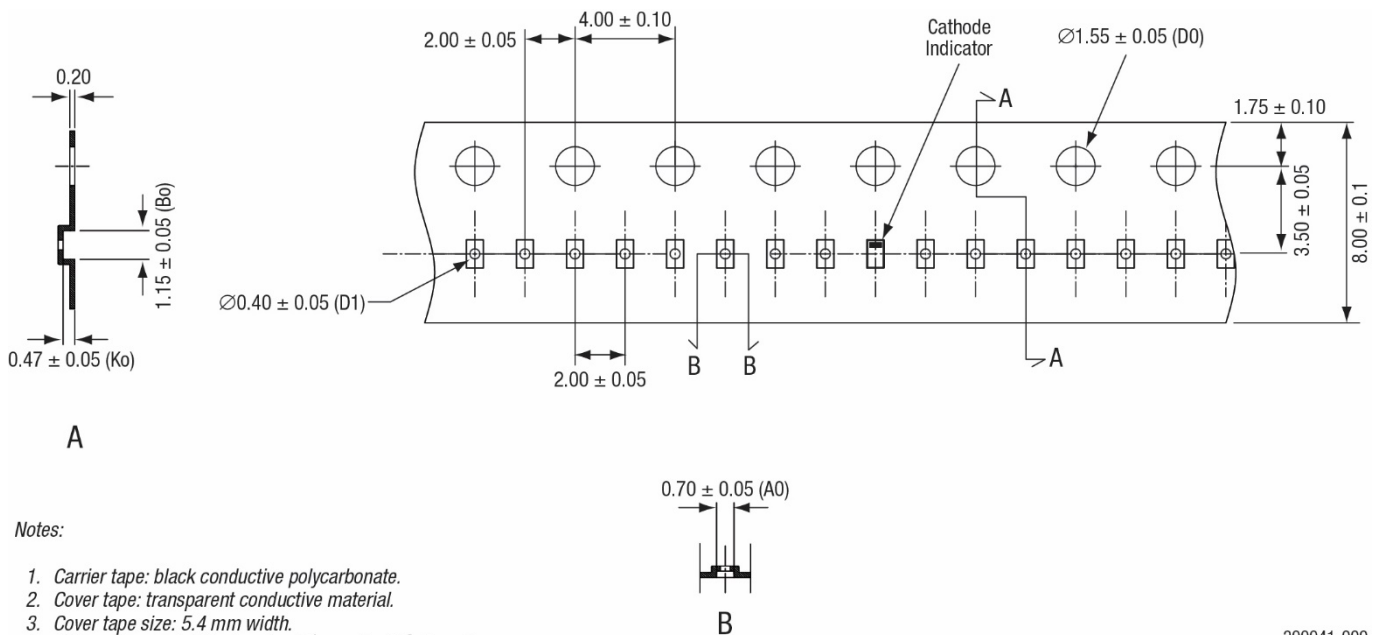 4.00 ± 0.10
2.00 ± 0.05
Cathode
Indicator
∅1.55 ± 0.05 (D0)
0.20
A
1.75 ± 0.10
1.15 ± 0.05 (Bo)
3.50 ± 0.05
8.00 ± 0.1
∅0.40 ± 0.05 (D1)
0.47 ± 0.05 (Ko)
B
B
A
2.00 ± 0.05
A
0.70 ± 0.05 (A0)
Notes:
1. Carrier tape: black conductive polycarbonate.
2. Cover tape: transparent conductive material.
3. Cover tape size: 5.4 mm width.
B